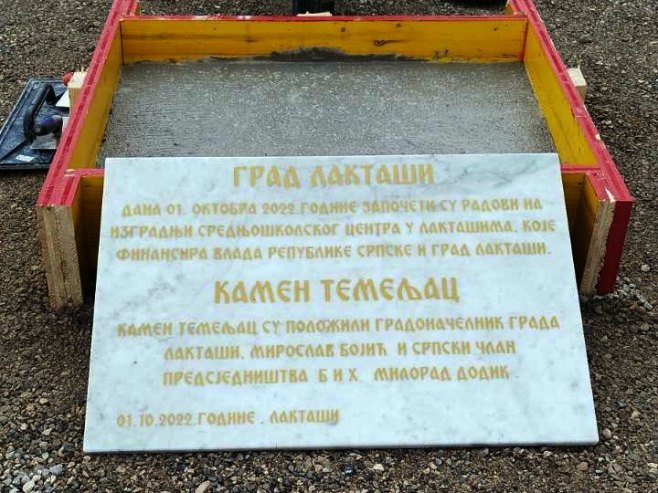 ГРАД ЛАКТАШИ
ДАНА 01. ОКТОБРА 2022.ГОДИНЕ ЗАПОЧЕТИ СУ РАДОВИ НА
ИЗГРАДЊИ СРЕДЊОШКОЛСКОГ ЦЕНТРА У ЛАКТАШИМА, КОЈЕ
ФИНАНСИРА ВЛАДА РЕПУБЛИКЕ СРПСКЕ И ГРАД ЛАКТАШИ.
КАМЕН ТЕМЕЉАЦ
КАМЕН ТЕМЕЉАЦ СУ ПОЛОЖИЛИ ГРАДОНАЧЕЛНИК ГРАДА
ЛАКТАШИ, МИРОСЛАВ БОЈИЋ И СРПСКИ ЧЛАН
ПРЕДСЈЕДНИШТВА Б И Х МИЛОРАД ДОДИК.
01.10.2022.ГОДИНЕ . ЛАКТАШИ